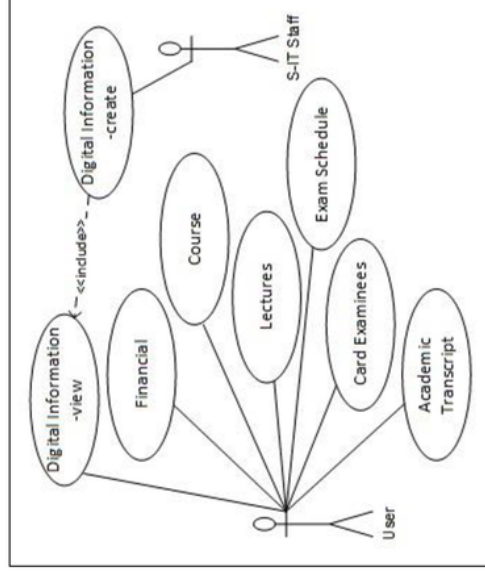 Digital Information
-view
<<include>>
Digital Information
-create
Financial
Course
Lectures
Exam Schedule
Card Examinees
Academic
Transcript
User
S-IT Staff